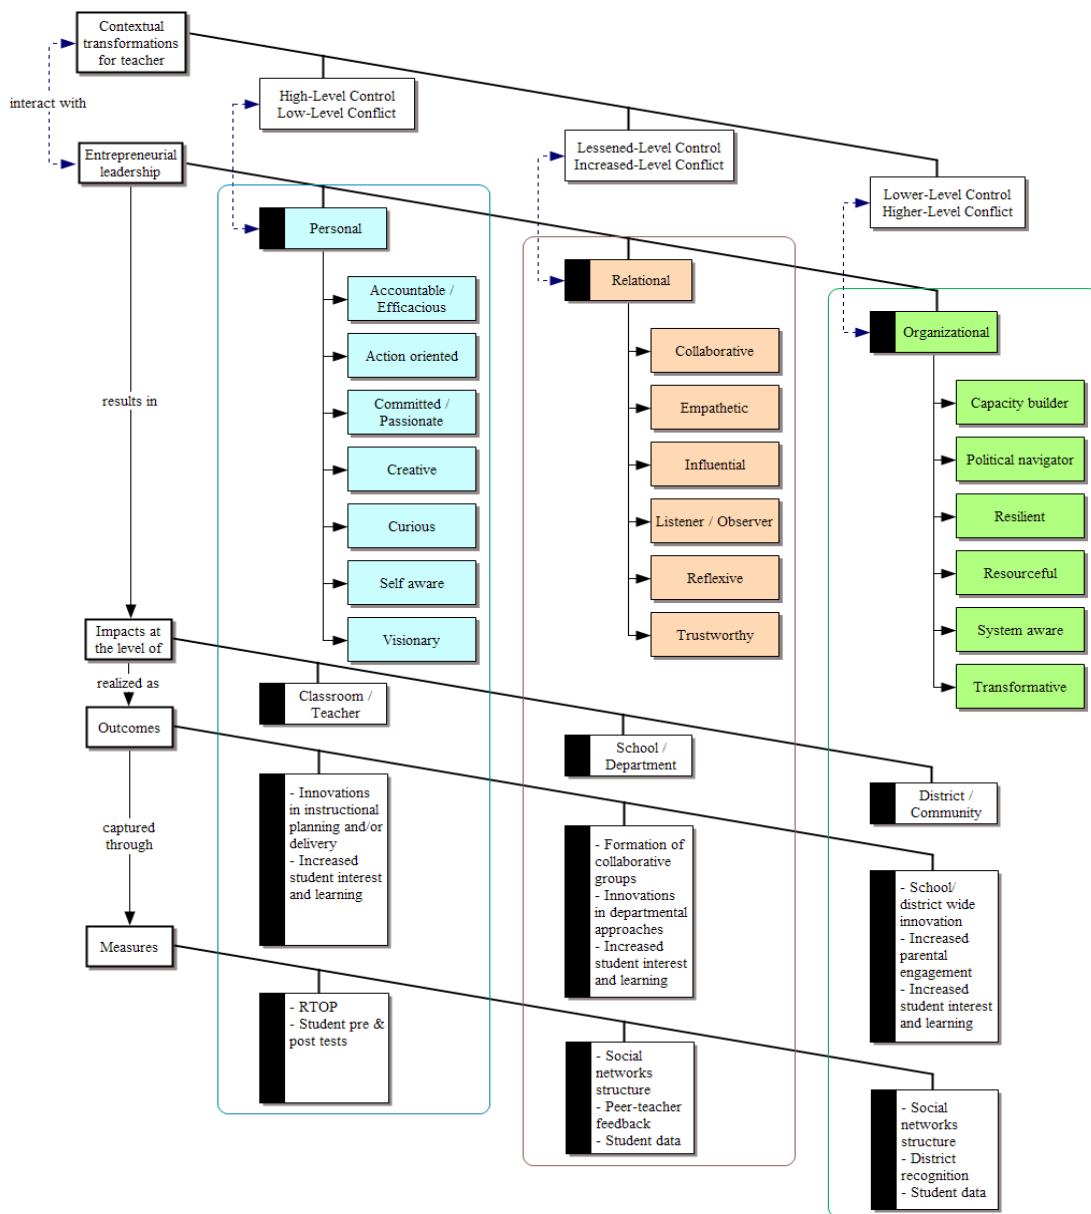 Contextual
transformations
for teacher
interact with
High-Level Control
Low-Level Conflict
Lessened-Level Control
Increased-Level Conflict
Lower-Level Control
Higher-Level Conflict
Entrepreneurial
leadership
Personal
Accountable /
Efficacious
Action oriented
Committed /
Passionate
Creative
Curious
Self aware
Visionary
Relational
Collaborative
Empathetic
Influential
Listener / Observer
Reflexive
Trustworthy
Organizational
Capacity builder
Political navigator
Resilient
Resourceful
System aware
Transformative
results in
Impacts at
the level of
Classroom /
Teacher
School /
Department
District /
Community
realized as
Outcomes
- Innovations
in instructional
planning and/or
delivery
- Increased
student interest
and learning
- Formation of
collaborative
groups
- Innovations
in departmental
approaches
- Increased
student interest
and learning
- School/
district wide
innovation
- Increased
parental
engagement
- Increased
student interest
and learning
captured
through
Measures
- RTOP
- Student pre &
post tests
- Social
networks
structure
- Peer-teacher
feedback
- Student data
- Social
networks
structure
- District
recognition
- Student data